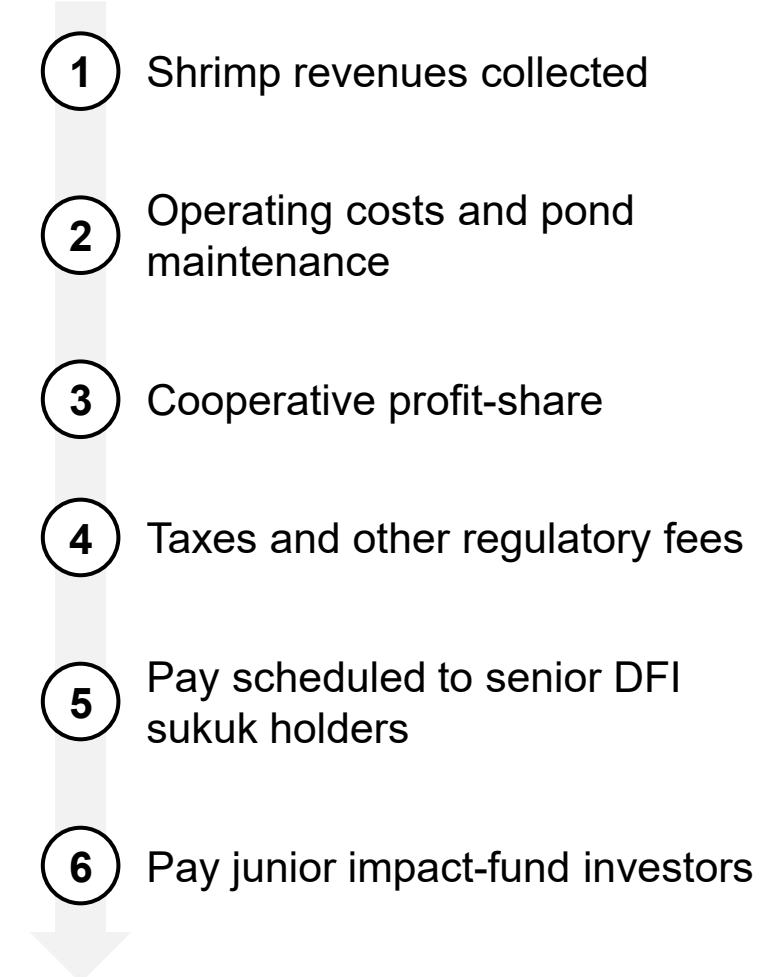 1 Shrimp revenues collected
2 Operating costs and pond
maintenance
3 Cooperative profit-share
4 Taxes and other regulatory fees
5 Pay scheduled to senior DFI
sukuk holders
6 Pay junior impact-fund investors